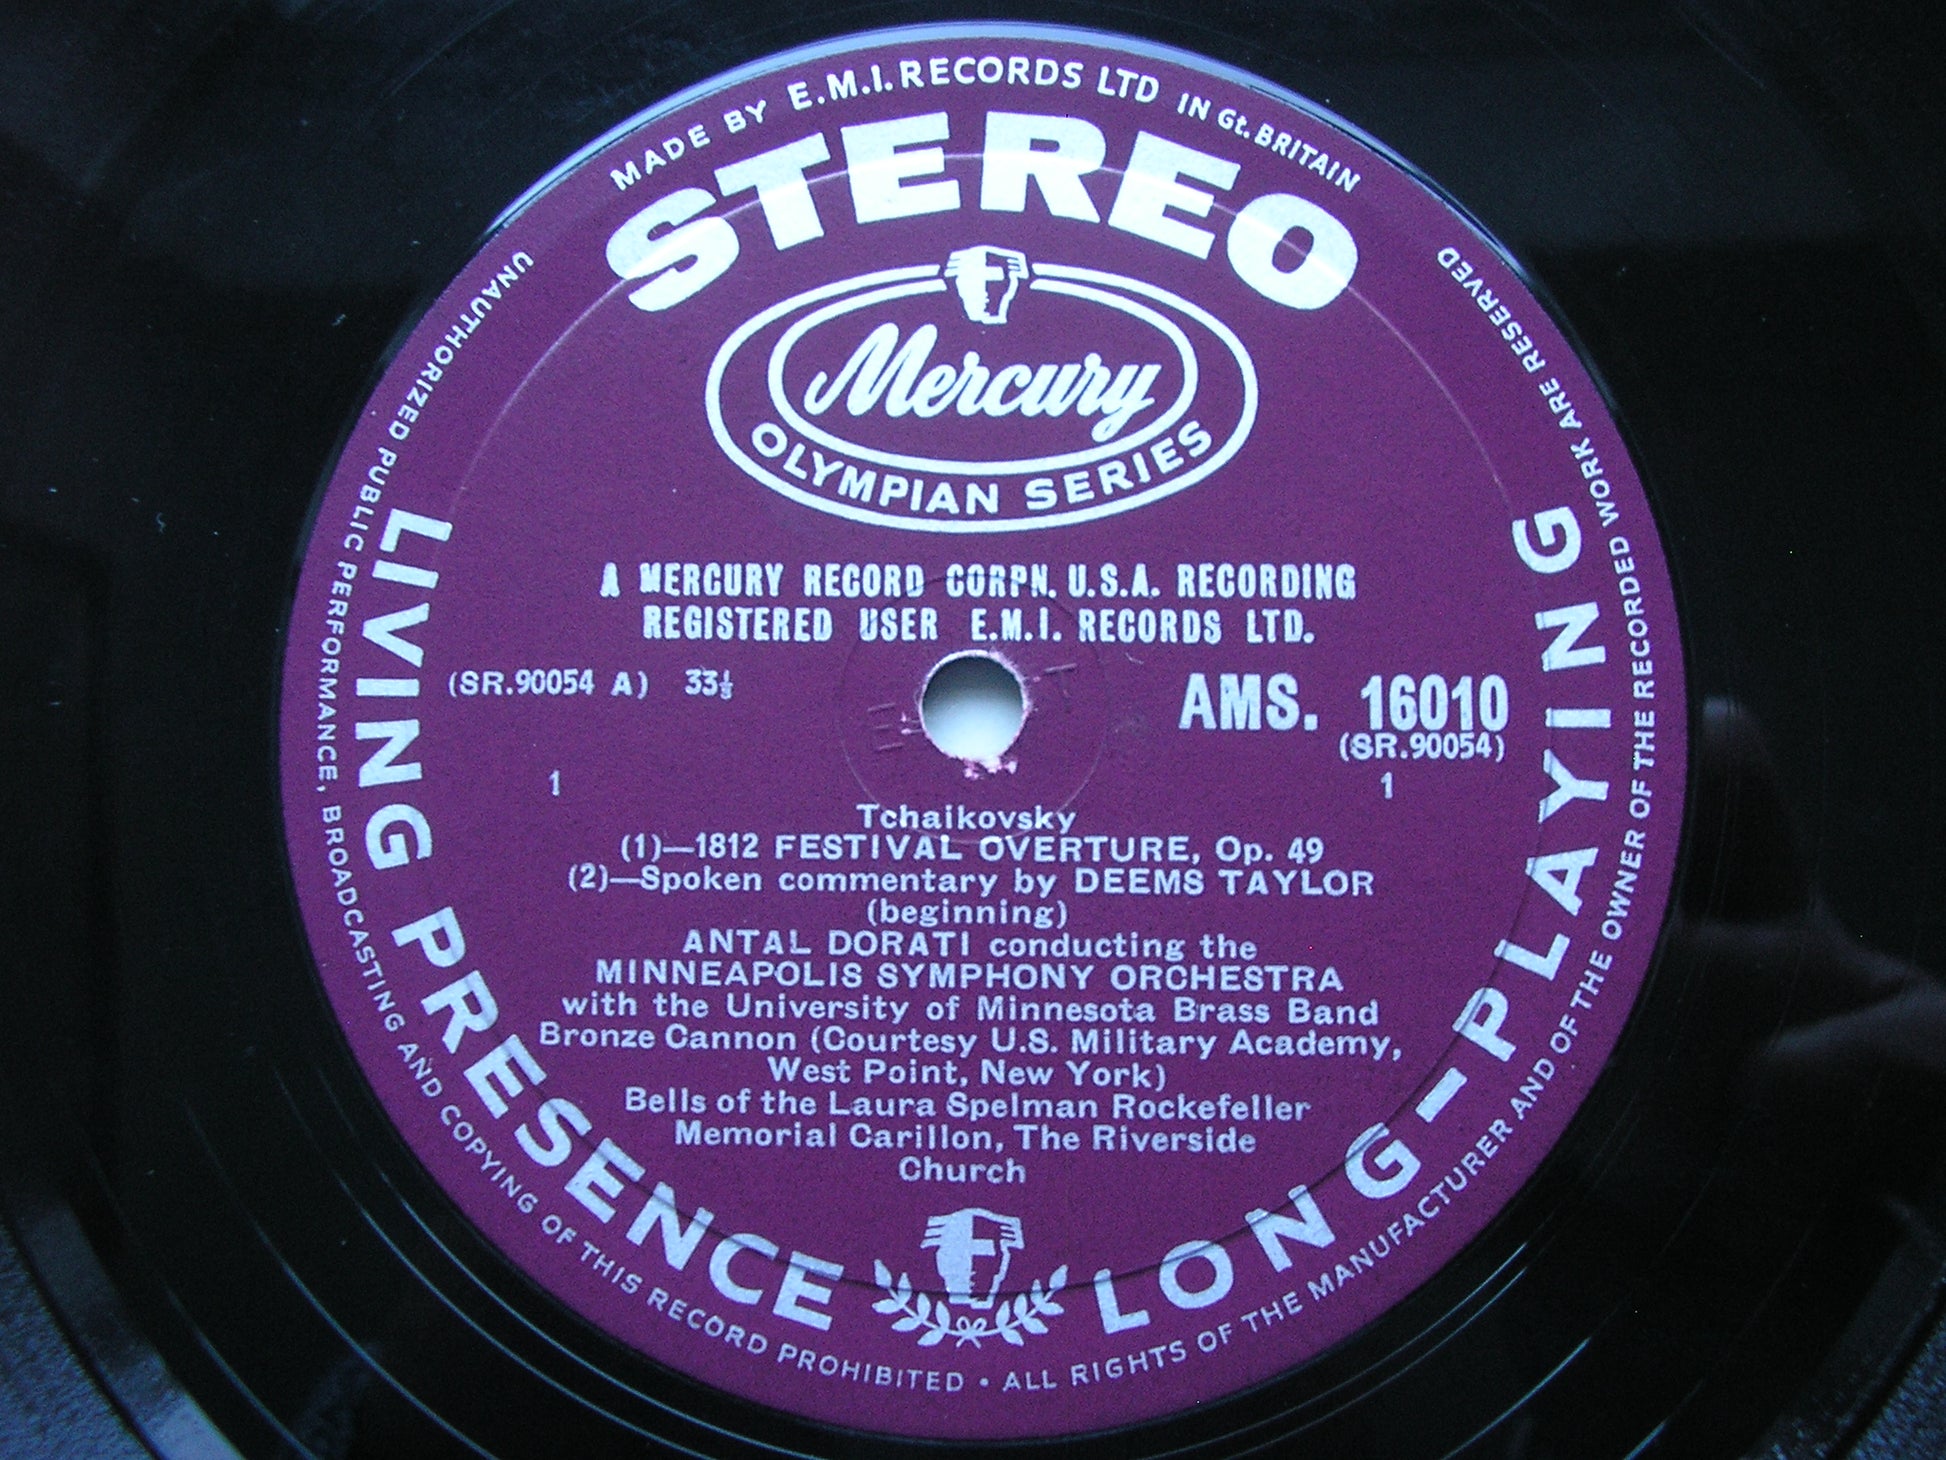 MADE BY E.M.I. RECORDS LTD IN Gt. BRITAIN
STEREO
Mercury
OLYMPIAN SERIES
A MERCURY RECORD CORPN. U.S.A. RECORDING
REGISTERED USER E.M.I. RECORDS LTD.
(SR.90054 A) 33⅓
AMS. 16010
(SR.90054)
1 1
Tchaikovsky
(1)—1812 FESTIVAL OVERTURE, Op. 49
(2)—Spoken commentary by DEEMS TAYLOR
(beginning)
ANTAL DORATI conducting the
MINNEAPOLIS SYMPHONY ORCHESTRA
with the University of Minnesota Brass Band
Bronze Cannon (Courtesy U.S. Military Academy,
West Point, New York)
Bells of the Laura Spelman Rockefeller
Memorial Carillon, The Riverside
Church
LIVING PRESENCE
LONG-PLAYING
UNAUTHORIZED PUBLIC PERFORMANCE, BROADCASTING AND COPYING OF THIS RECORD PROHIBITED • ALL RIGHTS OF THE MANUFACTURER AND OF THE OWNER OF THE RECORDED WORK ARE RESERVED